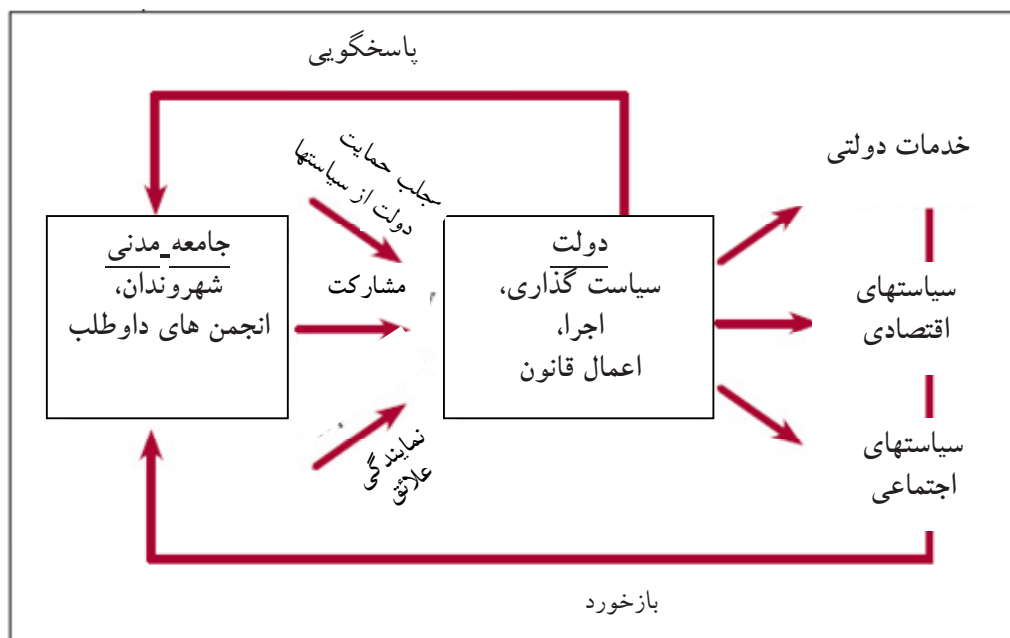 پاسخگویی
خدمات دولتی
جلب حمایت
دولت از سیاستها
جامعه مدنی
شهروندان،
انجمن های داوطلب
مشارکت
دولت
سیاست گذاری،
اجرا،
اعمال قانون
سیاستهای
اقتصادی
نمایندگی
علائق
سیاستهای
اجتماعی
بازخورد